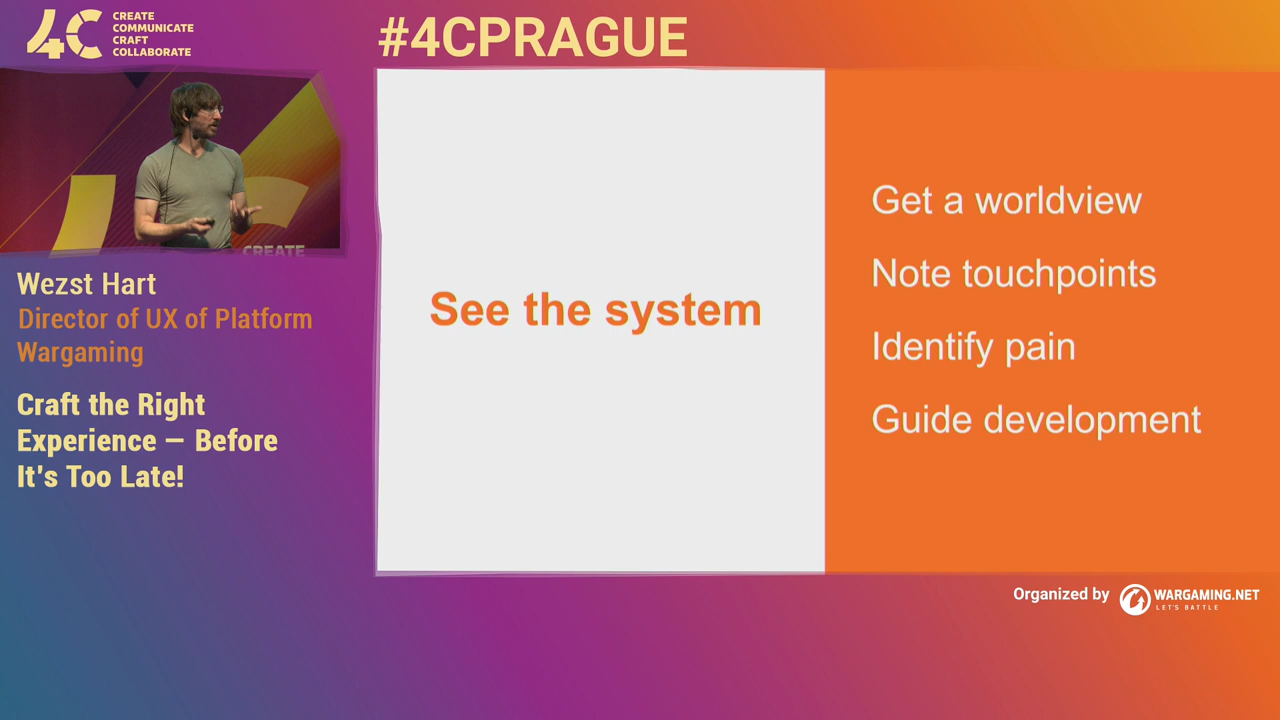 4C
CREATE
COMMUNICATE
CRAFT
COLLABORATE
#4CPRAGUE
CREATE
Wezst Hart
Director of UX of Platform
Wargaming
Craft the Right
Experience — Before
It's Too Late!
See the system
Get a worldview
Note touchpoints
Identify pain
Guide development
Organized by
WARGAMING.NET
LET'S BATTLE